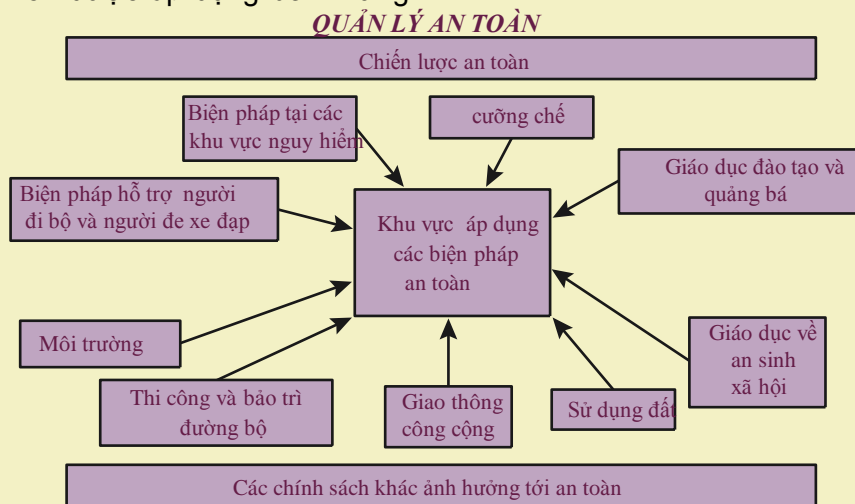 QUẢN LÝ AN TOÀN
Chiến lược an toàn
Biện pháp tại các
khu vực nguy hiểm
cưỡng chế
Giáo dục đào tạo và
quảng bá
Biện pháp hỗ trợ người
đi bộ và người đe xe đạp
Khu vực áp dụng
các biện pháp
an toàn
Môi trường
Giáo dục về
an sinh
xã hội
Thi công và bảo trì
đường bộ
Giao thông
công cộng
Sử dụng đất
Các chính sách khác ảnh hưởng tới an toàn